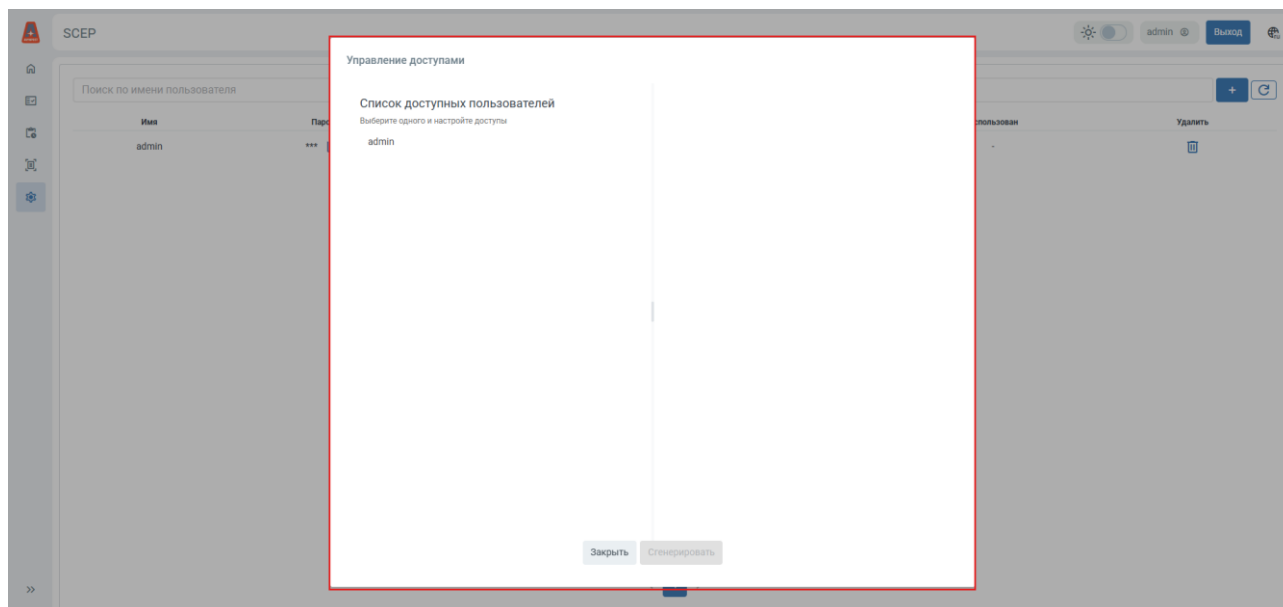 SCEP
admin
Выход
Управление доступами
Поиск по имени пользователя
Список доступных пользователей
Выберите одного и настройте доступы
Имя
Удалить
admin
***
admin
-
Закрыть
Сгенерировать